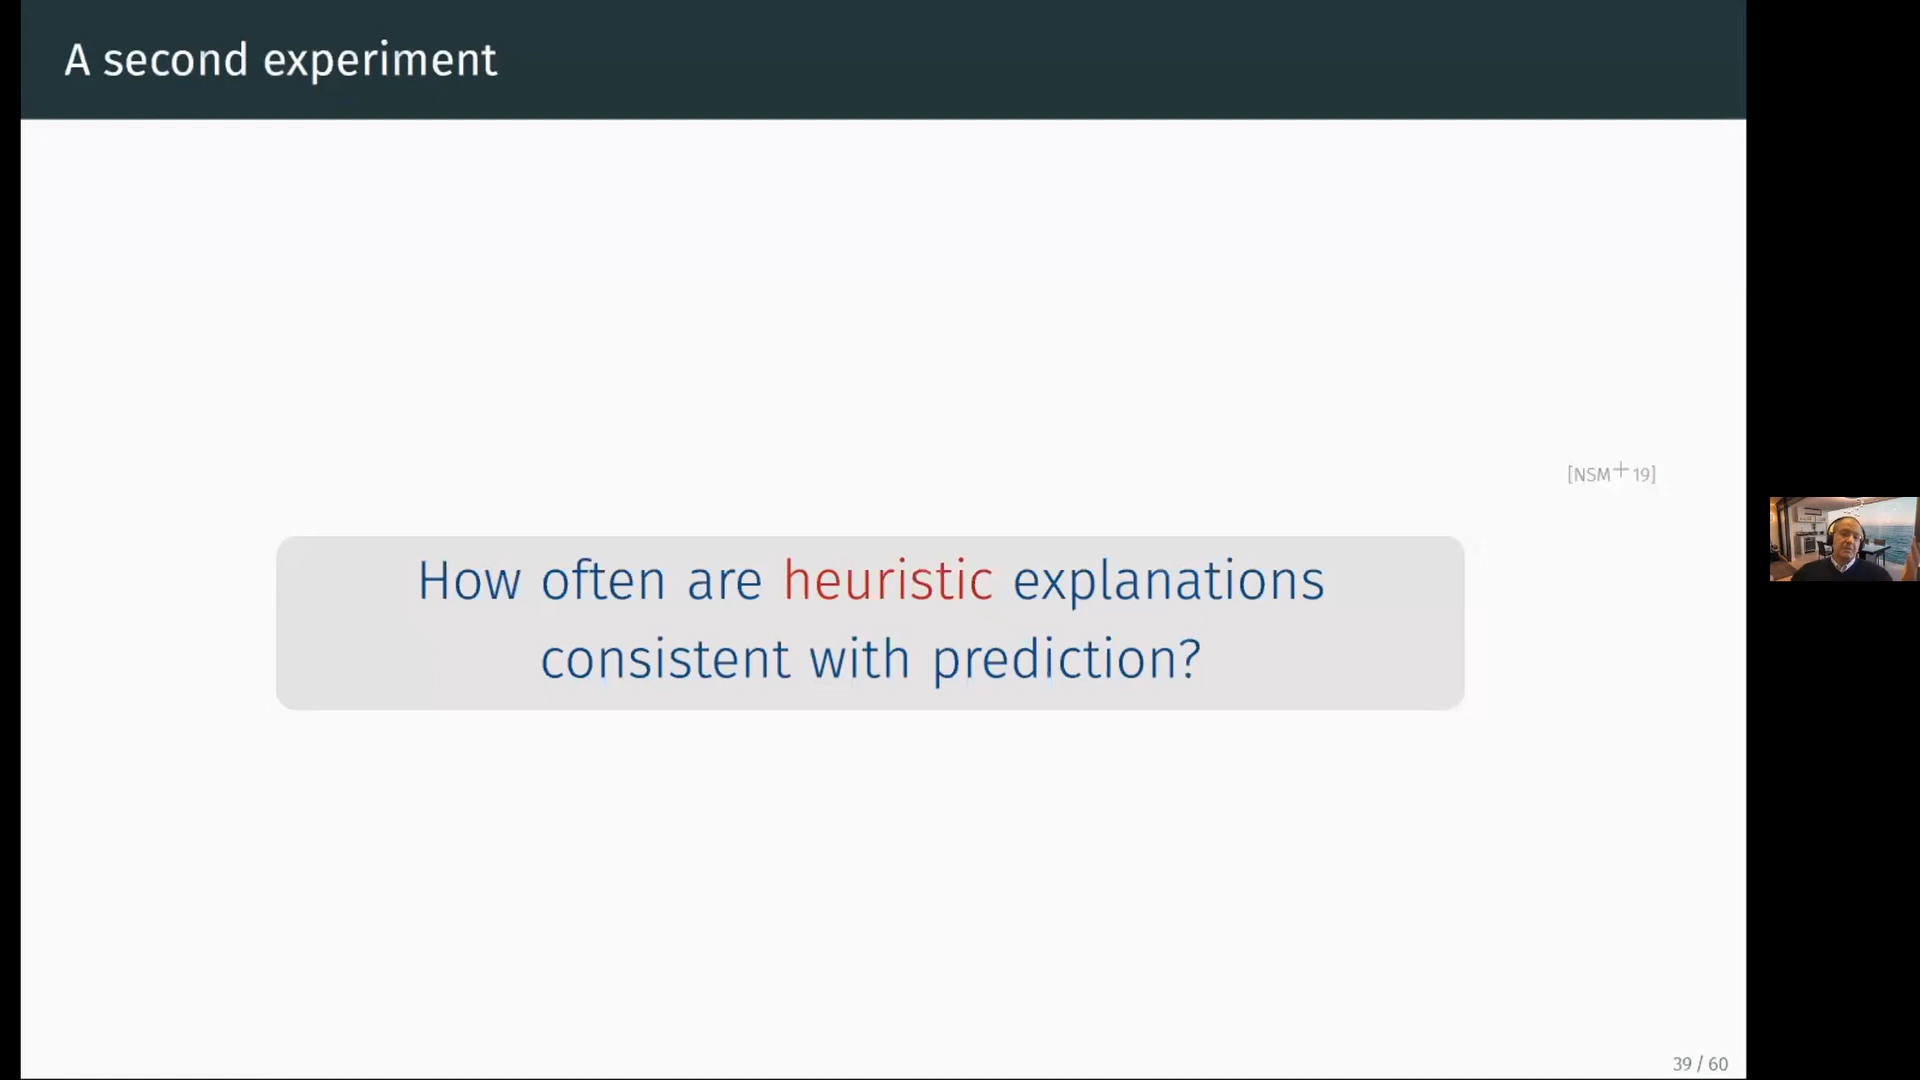 A second experiment
[NSM+19]
How often are heuristic explanations
consistent with prediction?
39 / 60